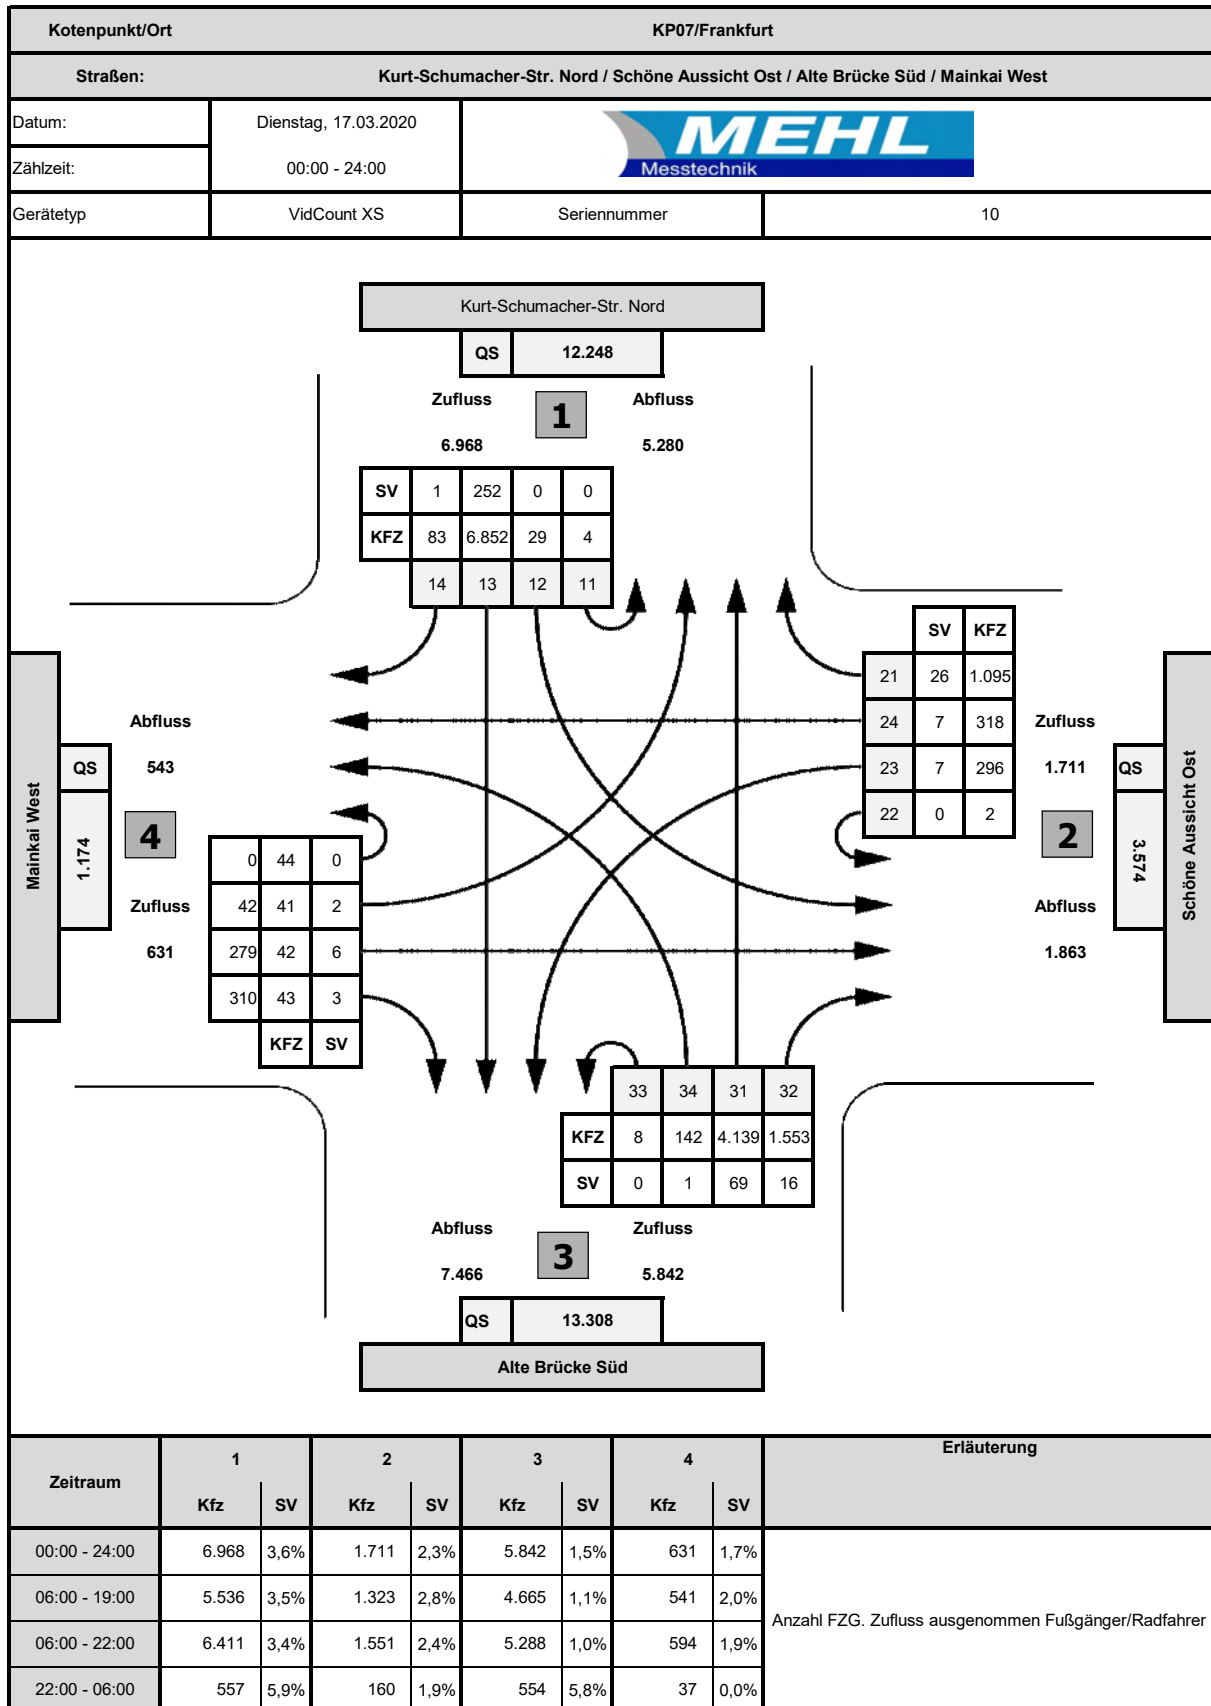 Kotenpunkt/Ort KP07/Frankfurt
Straßen: Kurt-Schumacher-Str. Nord / Schöne Aussicht Ost / Alte Brücke Süd / Mainkai West
Datum: Dienstag, 17.03.2020
MEHL
Messtechnik
Zählzeit: 00:00 - 24:00
Gerätetyp VidCount XS Seriennummer 10
Kurt-Schumacher-Str. Nord
QS 12.248
Zufluss 1 Abfluss
6.968 5.280
SV 1 252 0 0
KFZ 83 6.852 29 4
14 13 12 11
SV KFZ
21 26 1.095
24 7 318
23 7 296
22 0 2
Zufluss
1.711
2
Abfluss
1.863
QS
3.574
Schöne Aussicht Ost
Mainkai West
QS
1.174
Abfluss
543
4
Zufluss
631
0 44 0
42 41 2
279 42 6
310 43 3
KFZ SV
33 34 31 32
KFZ 8 142 4.139 1.553
SV 0 1 69 16
Abfluss 3 Zufluss
7.466 5.842
QS 13.308
Alte Brücke Süd
Zeitraum 1 2 3 4 Erläuterung
Kfz SV Kfz SV Kfz SV Kfz SV
00:00 - 24:00 6.968 3,6% 1.711 2,3% 5.842 1,5% 631 1,7%
06:00 - 19:00 5.536 3,5% 1.323 2,8% 4.665 1,1% 541 2,0%
Anzahl FZG. Zufluss ausgenommen Fußgänger/Radfahrer
06:00 - 22:00 6.411 3,4% 1.551 2,4% 5.288 1,0% 594 1,9%
22:00 - 06:00 557 5,9% 160 1,9% 554 5,8% 37 0,0%